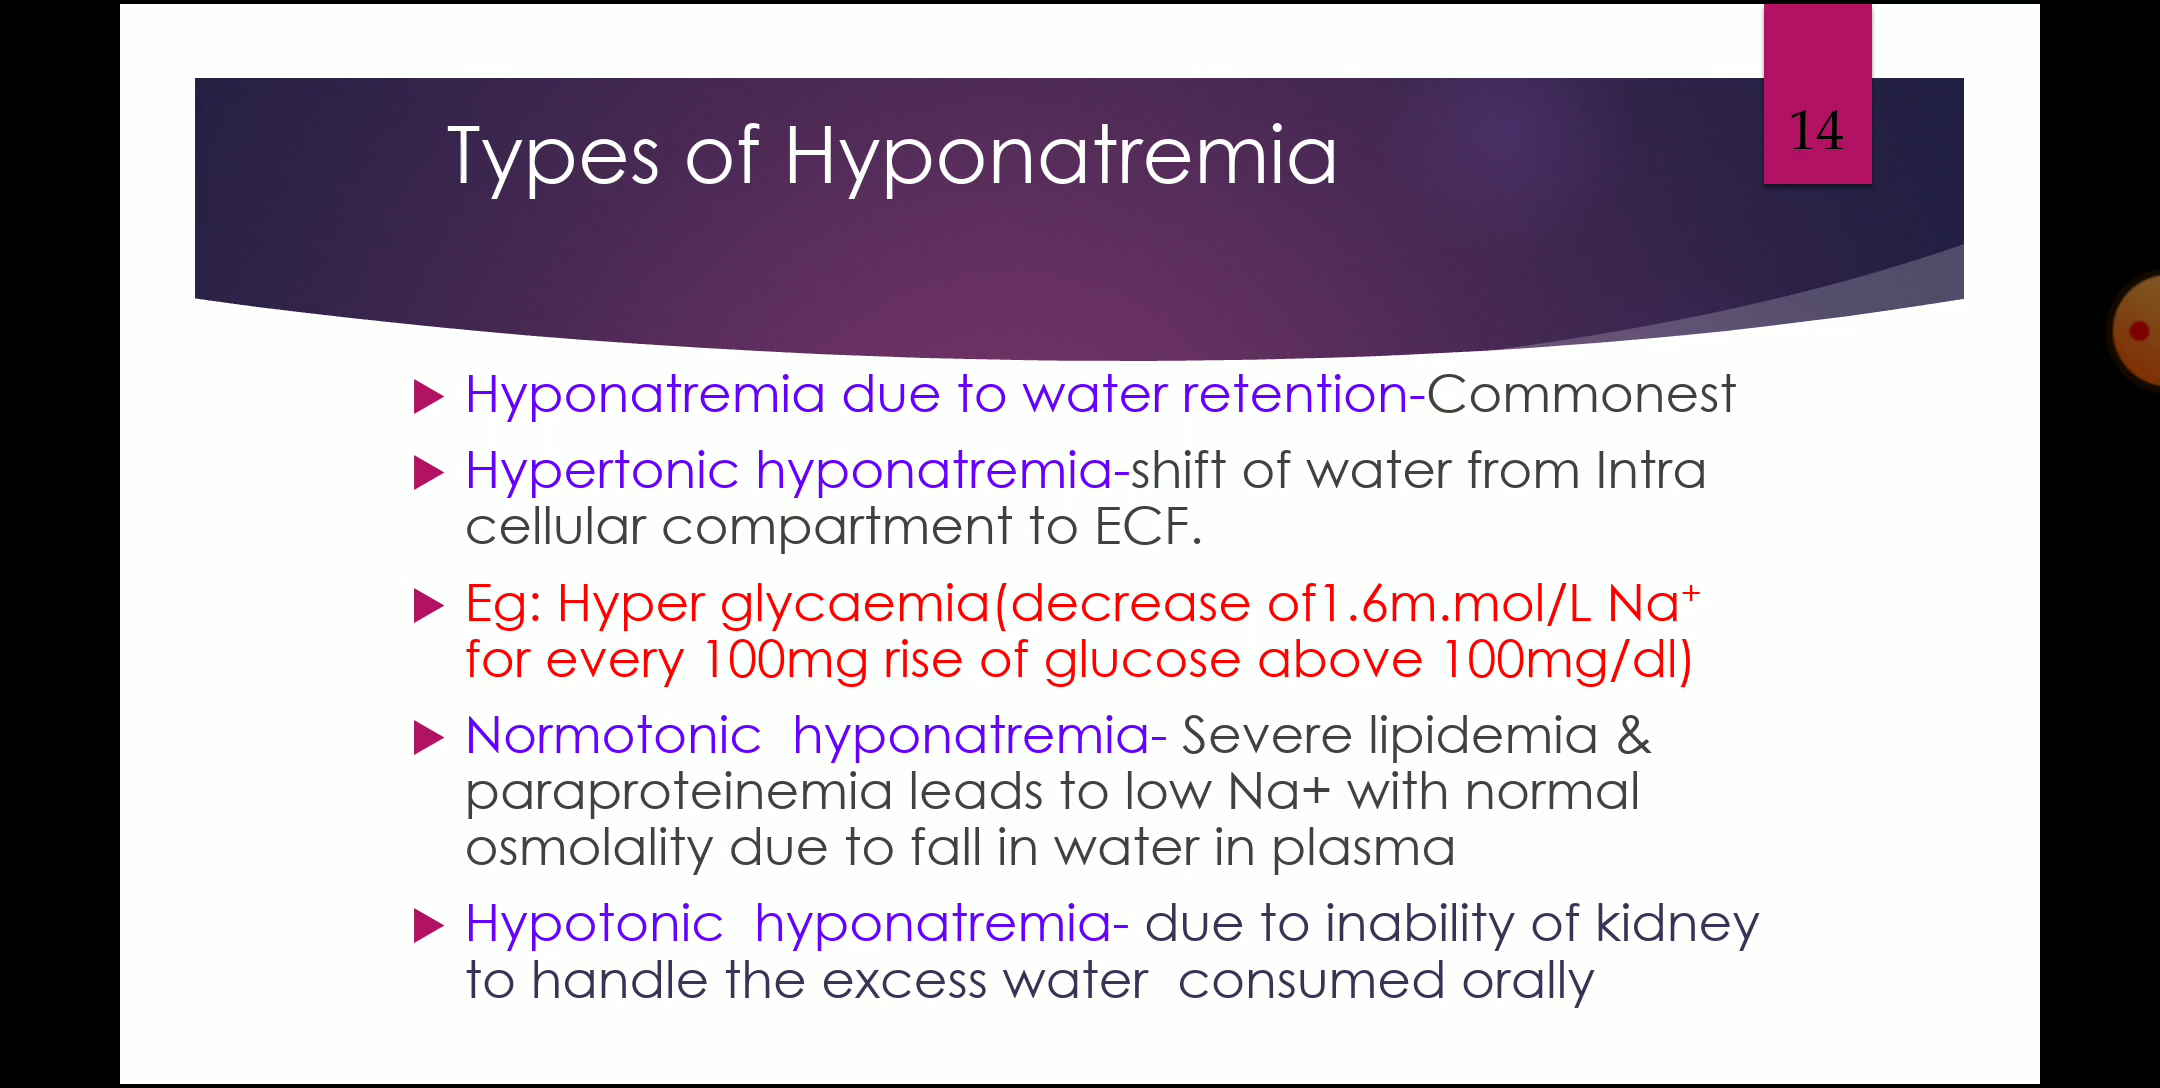 14
Types of Hyponatremia
Hyponatremia due to water retention-Commonest
Hypertonic hyponatremia-shift of water from Intra
cellular compartment to ECF.
Eg: Hyper glycaemia(decrease of1.6m.mol/L Na⁺
for every 100mg rise of glucose above 100mg/dl)
Normotonic  hyponatremia- Severe lipidemia &
paraproteinemia leads to low Na+ with normal
osmolality due to fall in water in plasma
Hypotonic  hyponatremia- due to inability of kidney
to handle the excess water  consumed orally